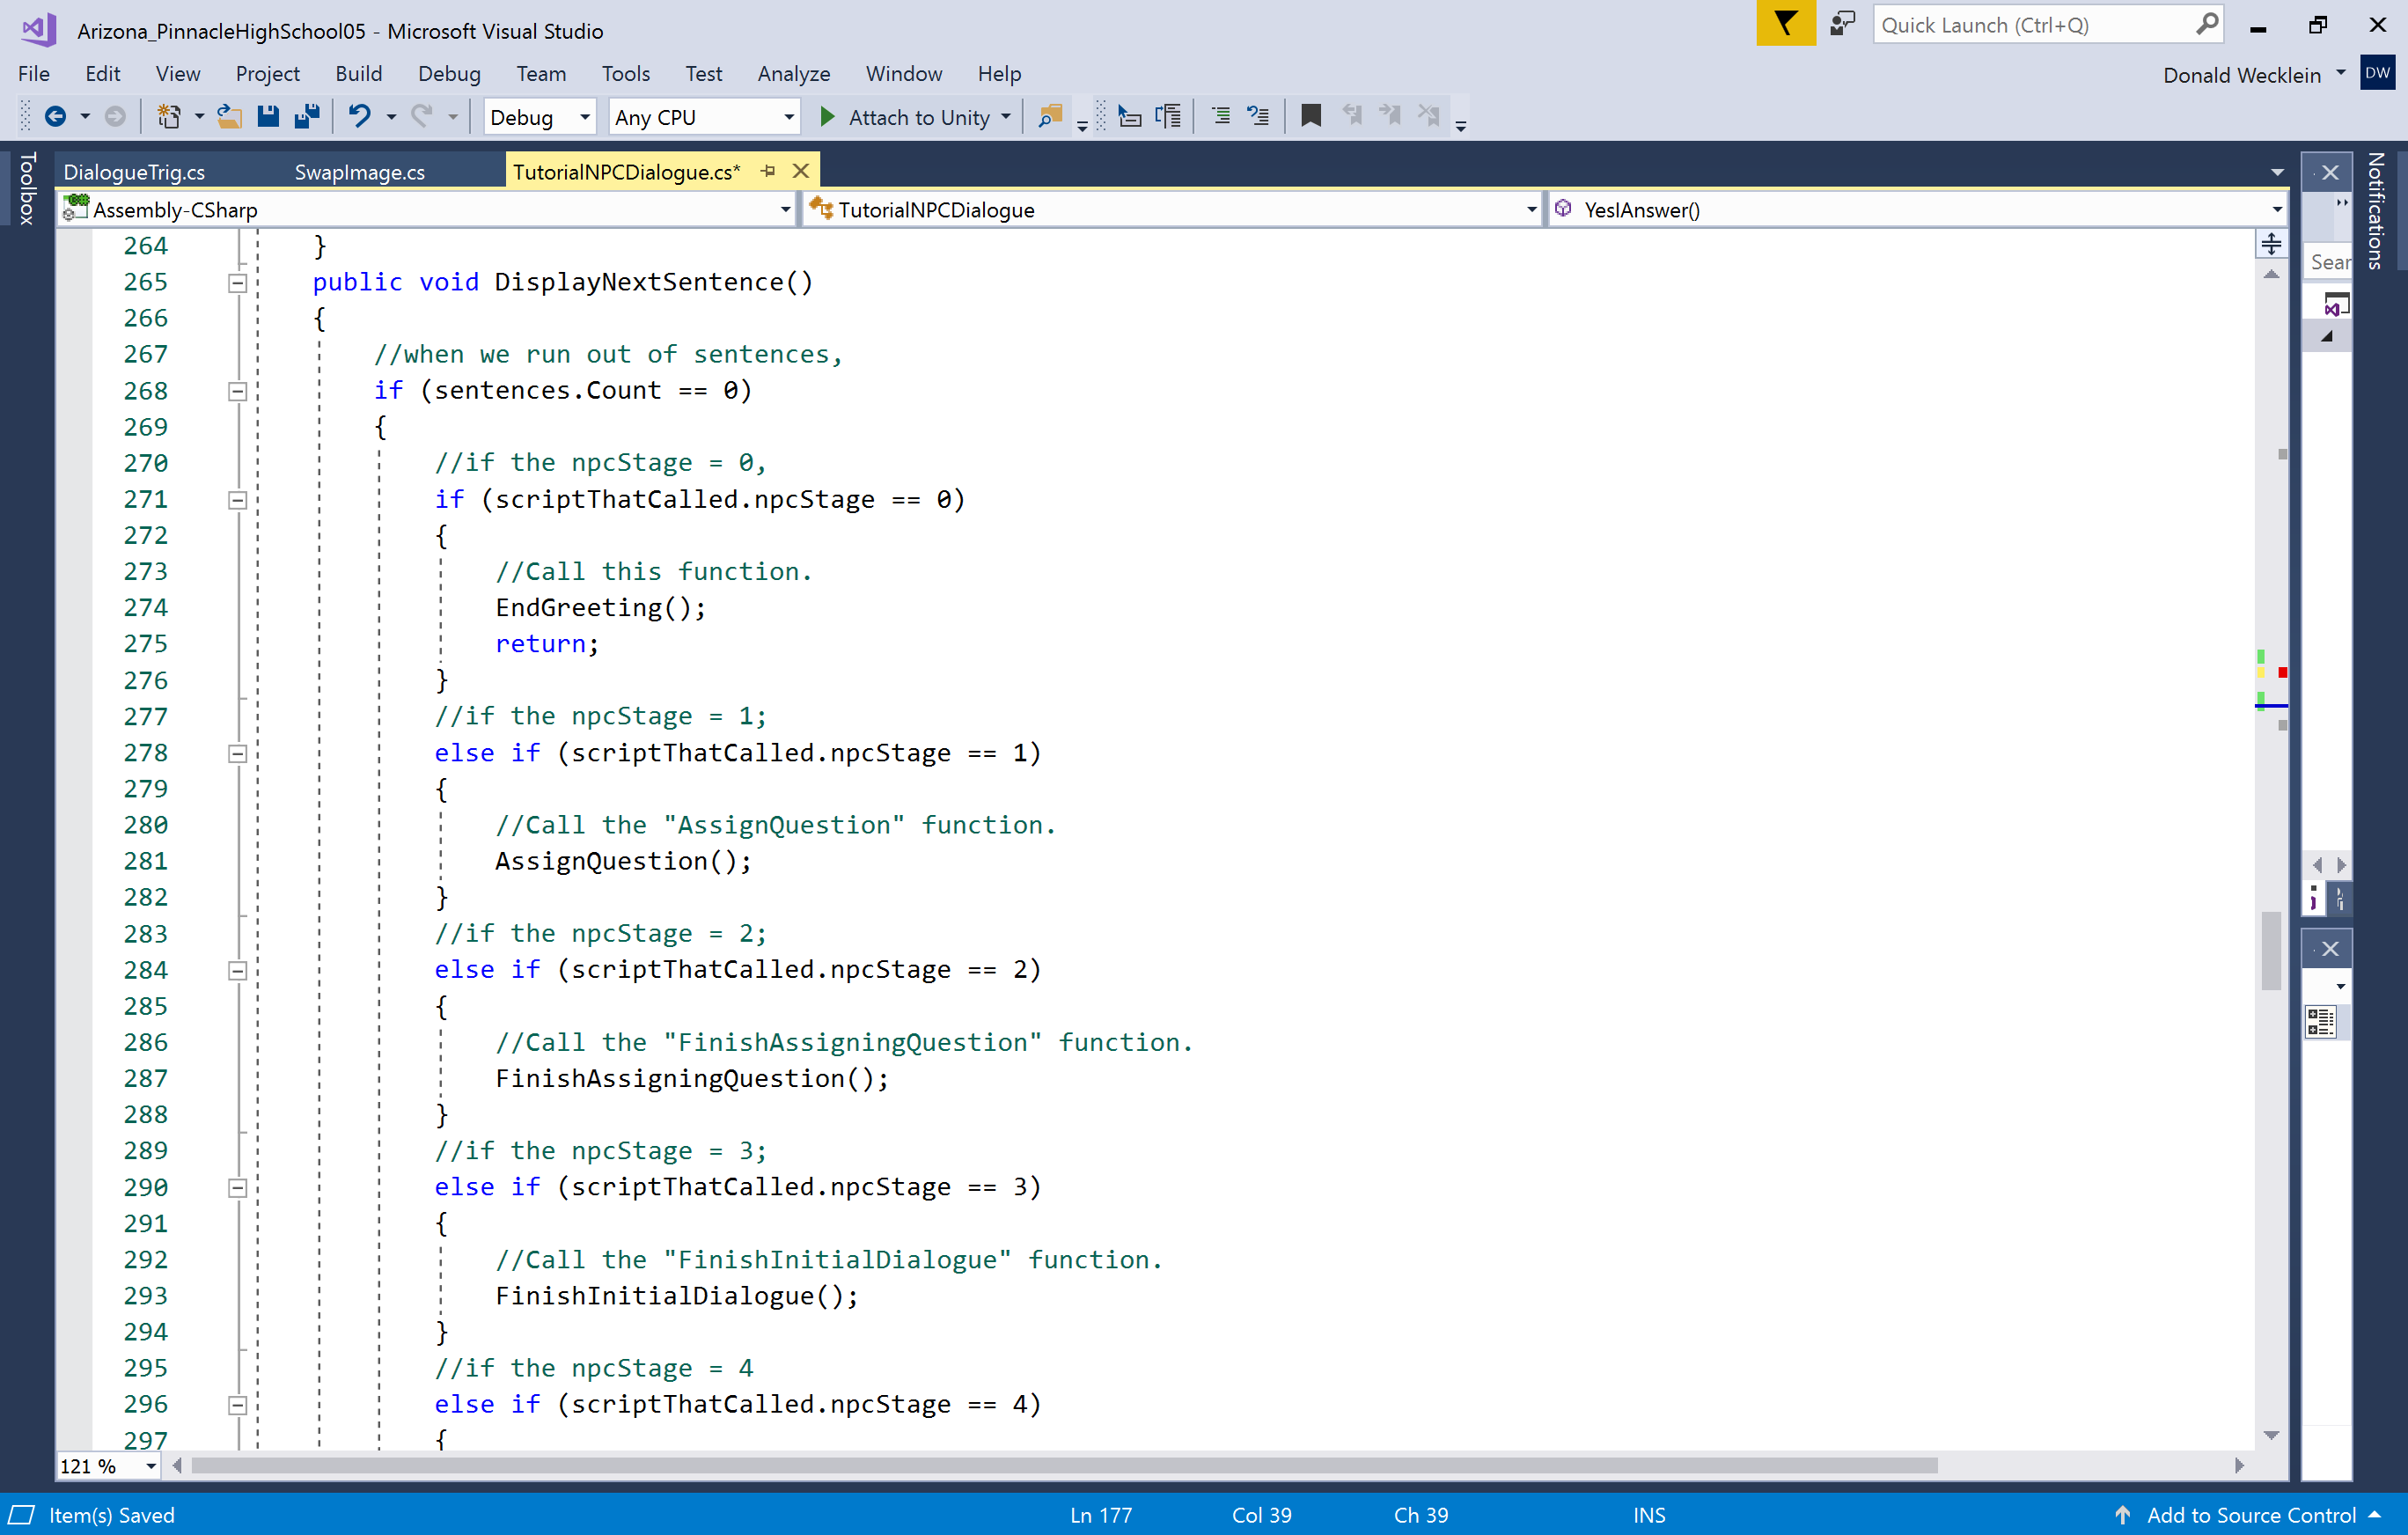 Arizona_PinnacleHighSchool05 - Microsoft Visual Studio
Quick Launch (Ctrl+Q)
File Edit View Project Build Debug Team Tools Test Analyze Window Help
Donald Wecklein DW
Debug Any CPU Attach to Unity
Toolbox
DialogueTrig.cs SwapImage.cs TutorialNPCDialogue.cs*
Notifications
Assembly-CSharp TutorialNPCDialogue YesIAnswer()
Sear
264 }
265 public void DisplayNextSentence()
266 {
267 //when we run out of sentences,
268 if (sentences.Count == 0)
269 {
270 //if the npcStage = 0,
271 if (scriptThatCalled.npcStage == 0)
272 {
273 //Call this function.
274 EndGreeting();
275 return;
276 }
277 //if the npcStage = 1;
278 else if (scriptThatCalled.npcStage == 1)
279 {
280 //Call the "AssignQuestion" function.
281 AssignQuestion();
282 }
283 //if the npcStage = 2;
284 else if (scriptThatCalled.npcStage == 2)
285 {
286 //Call the "FinishAssigningQuestion" function.
287 FinishAssigningQuestion();
288 }
289 //if the npcStage = 3;
290 else if (scriptThatCalled.npcStage == 3)
291 {
292 //Call the "FinishInitialDialogue" function.
293 FinishInitialDialogue();
294 }
295 //if the npcStage = 4
296 else if (scriptThatCalled.npcStage == 4)
297 {
121 %
Item(s) Saved Ln 177 Col 39 Ch 39 INS Add to Source Control